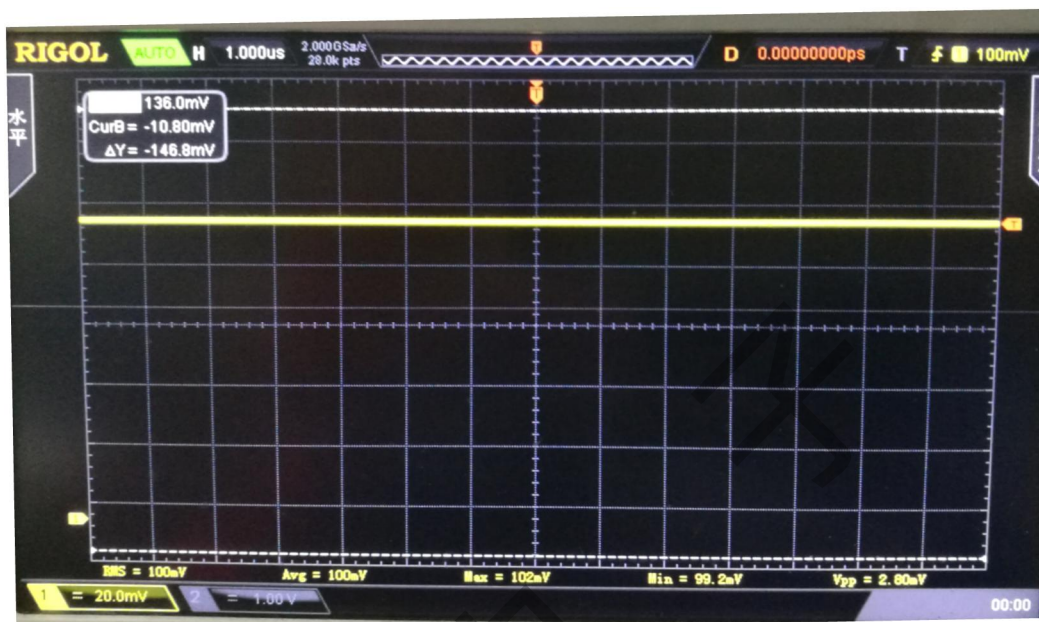 RIGOL AUTO H 1.000us 2.000GSa/s 28.0k pts D 0.00000000ps T 100mV
水平
136.0mV
CurB = -10.80mV
ΔY = -146.8mV
RMS = 100mV Avg = 100mV Max = 102mV Min = 99.2mV Vpp = 2.80mV
1 = 20.0mV 2 = 1.00 V 00:00